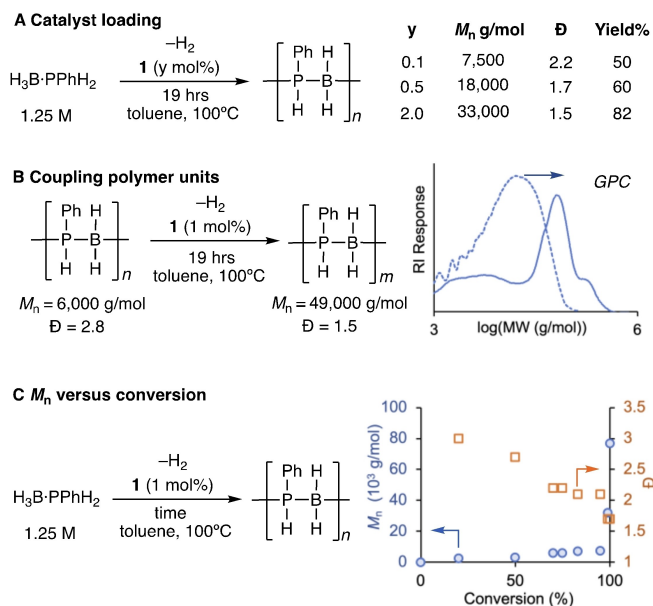 A Catalyst loading
H₃B·PPhH₂
1.25 M
–H₂
1 (y mol%)
19 hrs
toluene, 100ºC
Ph H
P B
H H
n
y Mn g/mol Đ Yield%
0.1 7,500 2.2 50
0.5 18,000 1.7 60
2.0 33,000 1.5 82
B Coupling polymer units
Ph H
P B
H H
n
Mn = 6,000 g/mol
Đ = 2.8
–H₂
1 (1 mol%)
19 hrs
toluene, 100ºC
Ph H
P B
H H
m
Mn = 49,000 g/mol
Đ = 1.5
GPC
RI Response
3 6
log(MW (g/mol))
C Mn versus conversion
H₃B·PPhH₂
1.25 M
–H₂
1 (1 mol%)
time
toluene, 100ºC
Ph H
P B
H H
n
Mn (10³ g/mol)
100
80
60
40
20
0
3.5
3
2.5
2
1.5
1
Đ
0 50 100
Conversion (%)